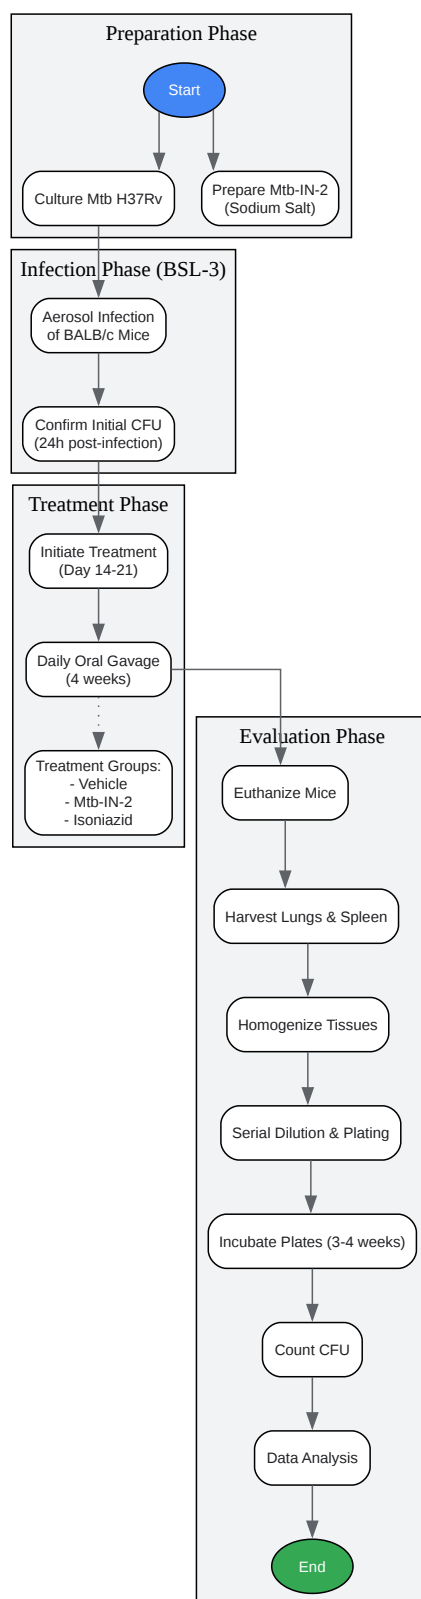 Preparation Phase
Start
Culture Mtb H37Rv
Prepare Mtb-IN-2
(Sodium Salt)
Infection Phase (BSL-3)
Aerosol Infection
of BALB/c Mice
Confirm Initial CFU
(24h post-infection)
Treatment Phase
Initiate Treatment
(Day 14-21)
Daily Oral Gavage
(4 weeks)
Treatment Groups:
- Vehicle
- Mtb-IN-2
- Isoniazid
Evaluation Phase
Euthanize Mice
Harvest Lungs & Spleen
Homogenize Tissues
Serial Dilution & Plating
Incubate Plates (3-4 weeks)
Count CFU
Data Analysis
End